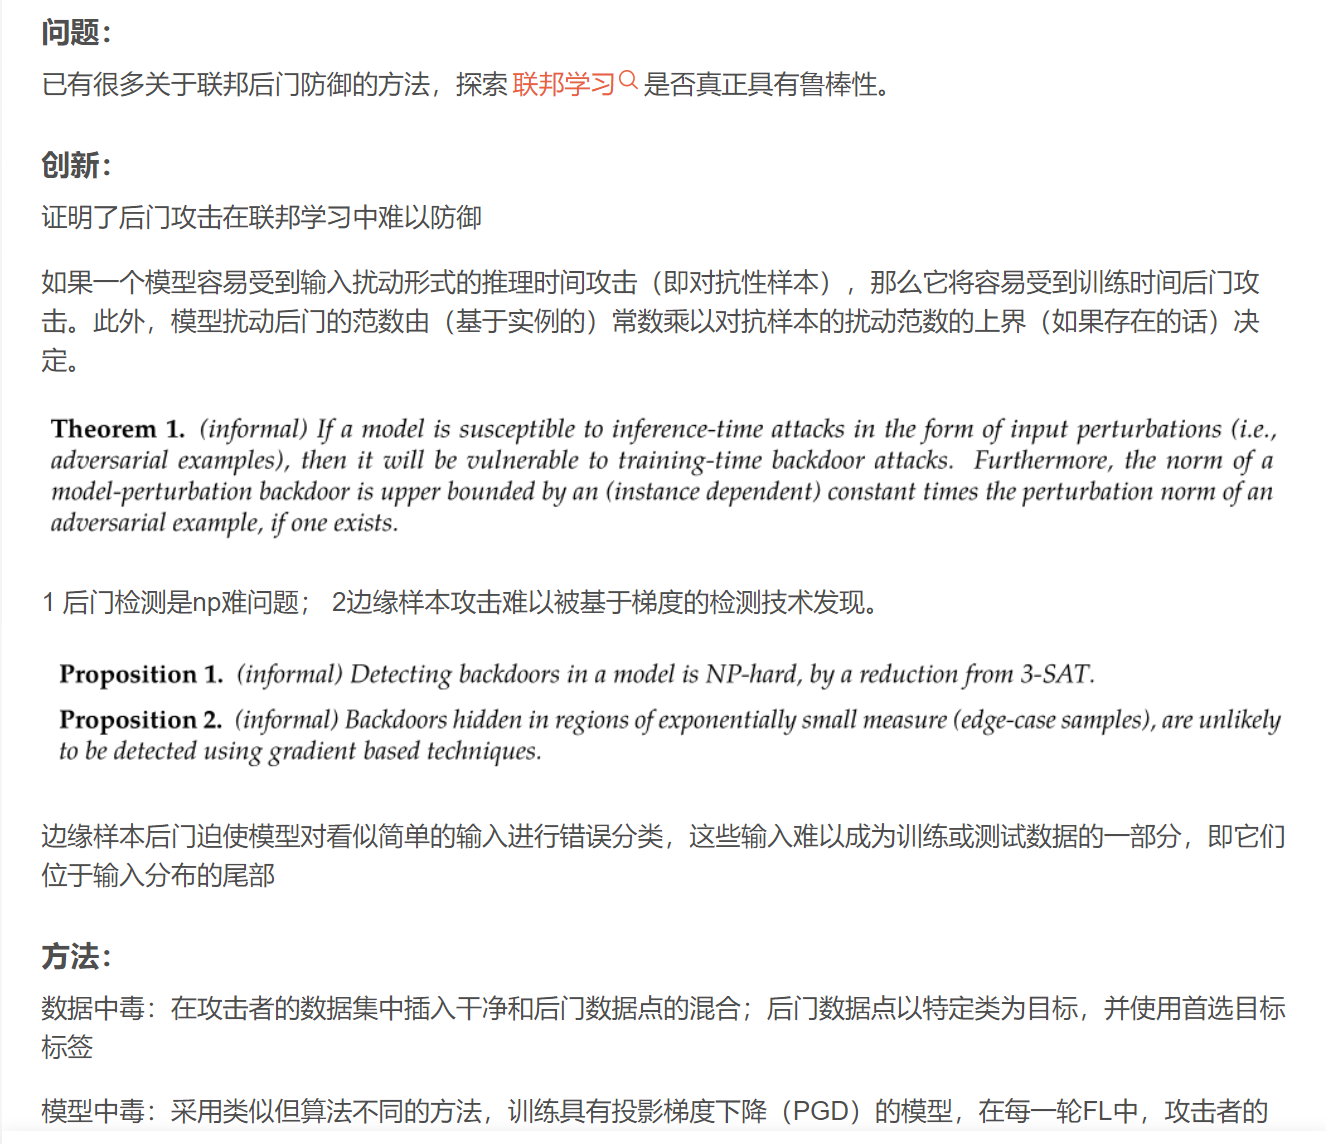 问题：
已有很多关于联邦后门防御的方法，探索 联邦学习 是否真正具有鲁棒性。
创新：
证明了后门攻击在联邦学习中难以防御
如果一个模型容易受到输入扰动形式的推理时间攻击（即对抗性样本），那么它将容易受到训练时间后门攻
击。此外，模型扰动后门的范数由（基于实例的）常数乘以对抗样本的扰动范数的上界（如果存在的话）决
定。
Theorem 1. (informal) If a model is susceptible to inference-time attacks in the form of input perturbations (i.e.,
adversarial examples), then it will be vulnerable to training-time backdoor attacks. Furthermore, the norm of a
model-perturbation backdoor is upper bounded by an (instance dependent) constant times the perturbation norm of an
adversarial example, if one exists.
1 后门检测是np难问题； 2边缘样本攻击难以被基于梯度的检测技术发现。
Proposition 1. (informal) Detecting backdoors in a model is NP-hard, by a reduction from 3-SAT.
Proposition 2. (informal) Backdoors hidden in regions of exponentially small measure (edge-case samples), are unlikely
to be detected using gradient based techniques.
边缘样本后门迫使模型对看似简单的输入进行错误分类，这些输入难以成为训练或测试数据的一部分，即它们
位于输入分布的尾部
方法：
数据中毒：在攻击者的数据集中插入干净和后门数据点的混合；后门数据点以特定类为目标，并使用首选目标
标签
模型中毒：采用类似但算法不同的方法，训练具有投影梯度下降（PGD）的模型，在每一轮FL中，攻击者的